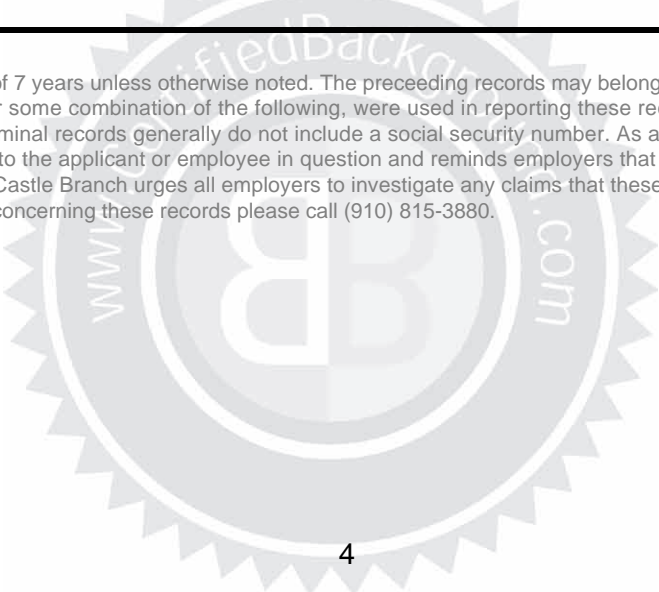 of 7 years unless otherwise noted. The preceeding records may belong
r some combination of the following, were used in reporting these rec
minal records generally do not include a social security number. As a
to the applicant or employee in question and reminds employers that
Castle Branch urges all employers to investigate any claims that these
concerning these records please call (910) 815-3880.
www.CertifiedBackground.com
4